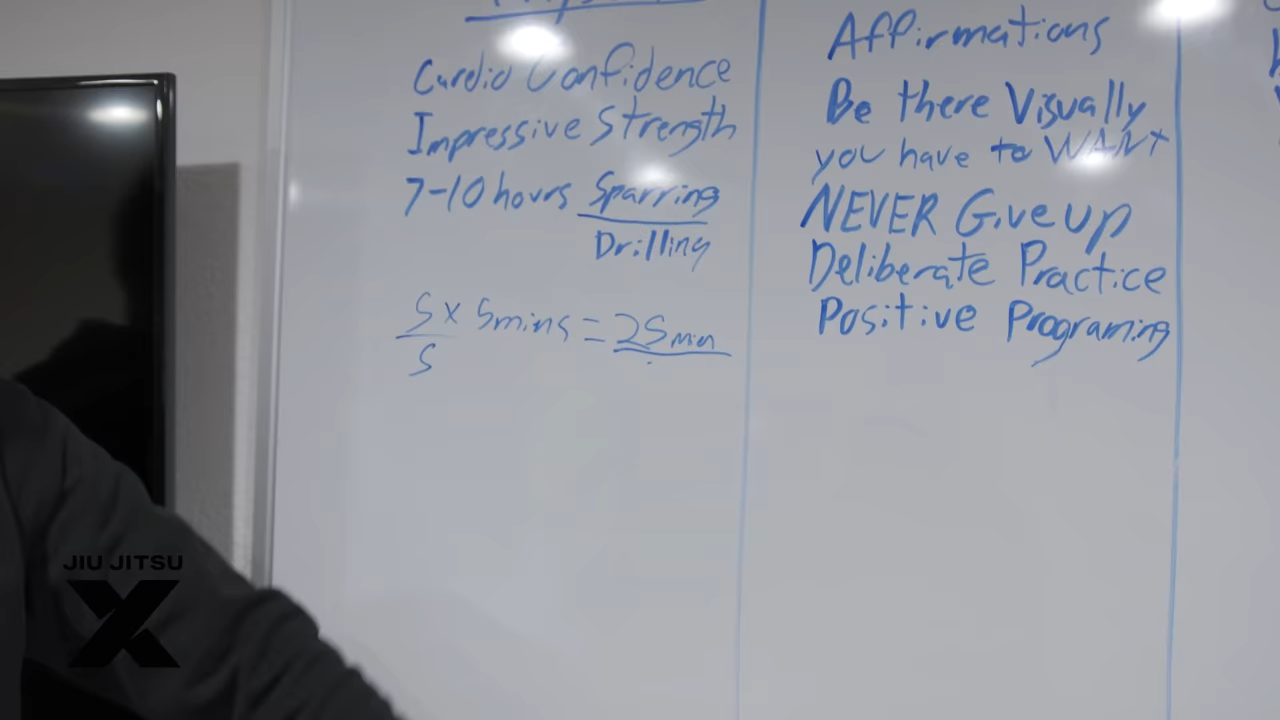 Cardio Confidence
Impressive Strength
7-10 hours Sparring
Drilling
5 x 5mins = 25min
5
Affirmations
Be there Visually
you have to WANT
NEVER Give up
Deliberate Practice
Positive Programing
JIU JITSU
X